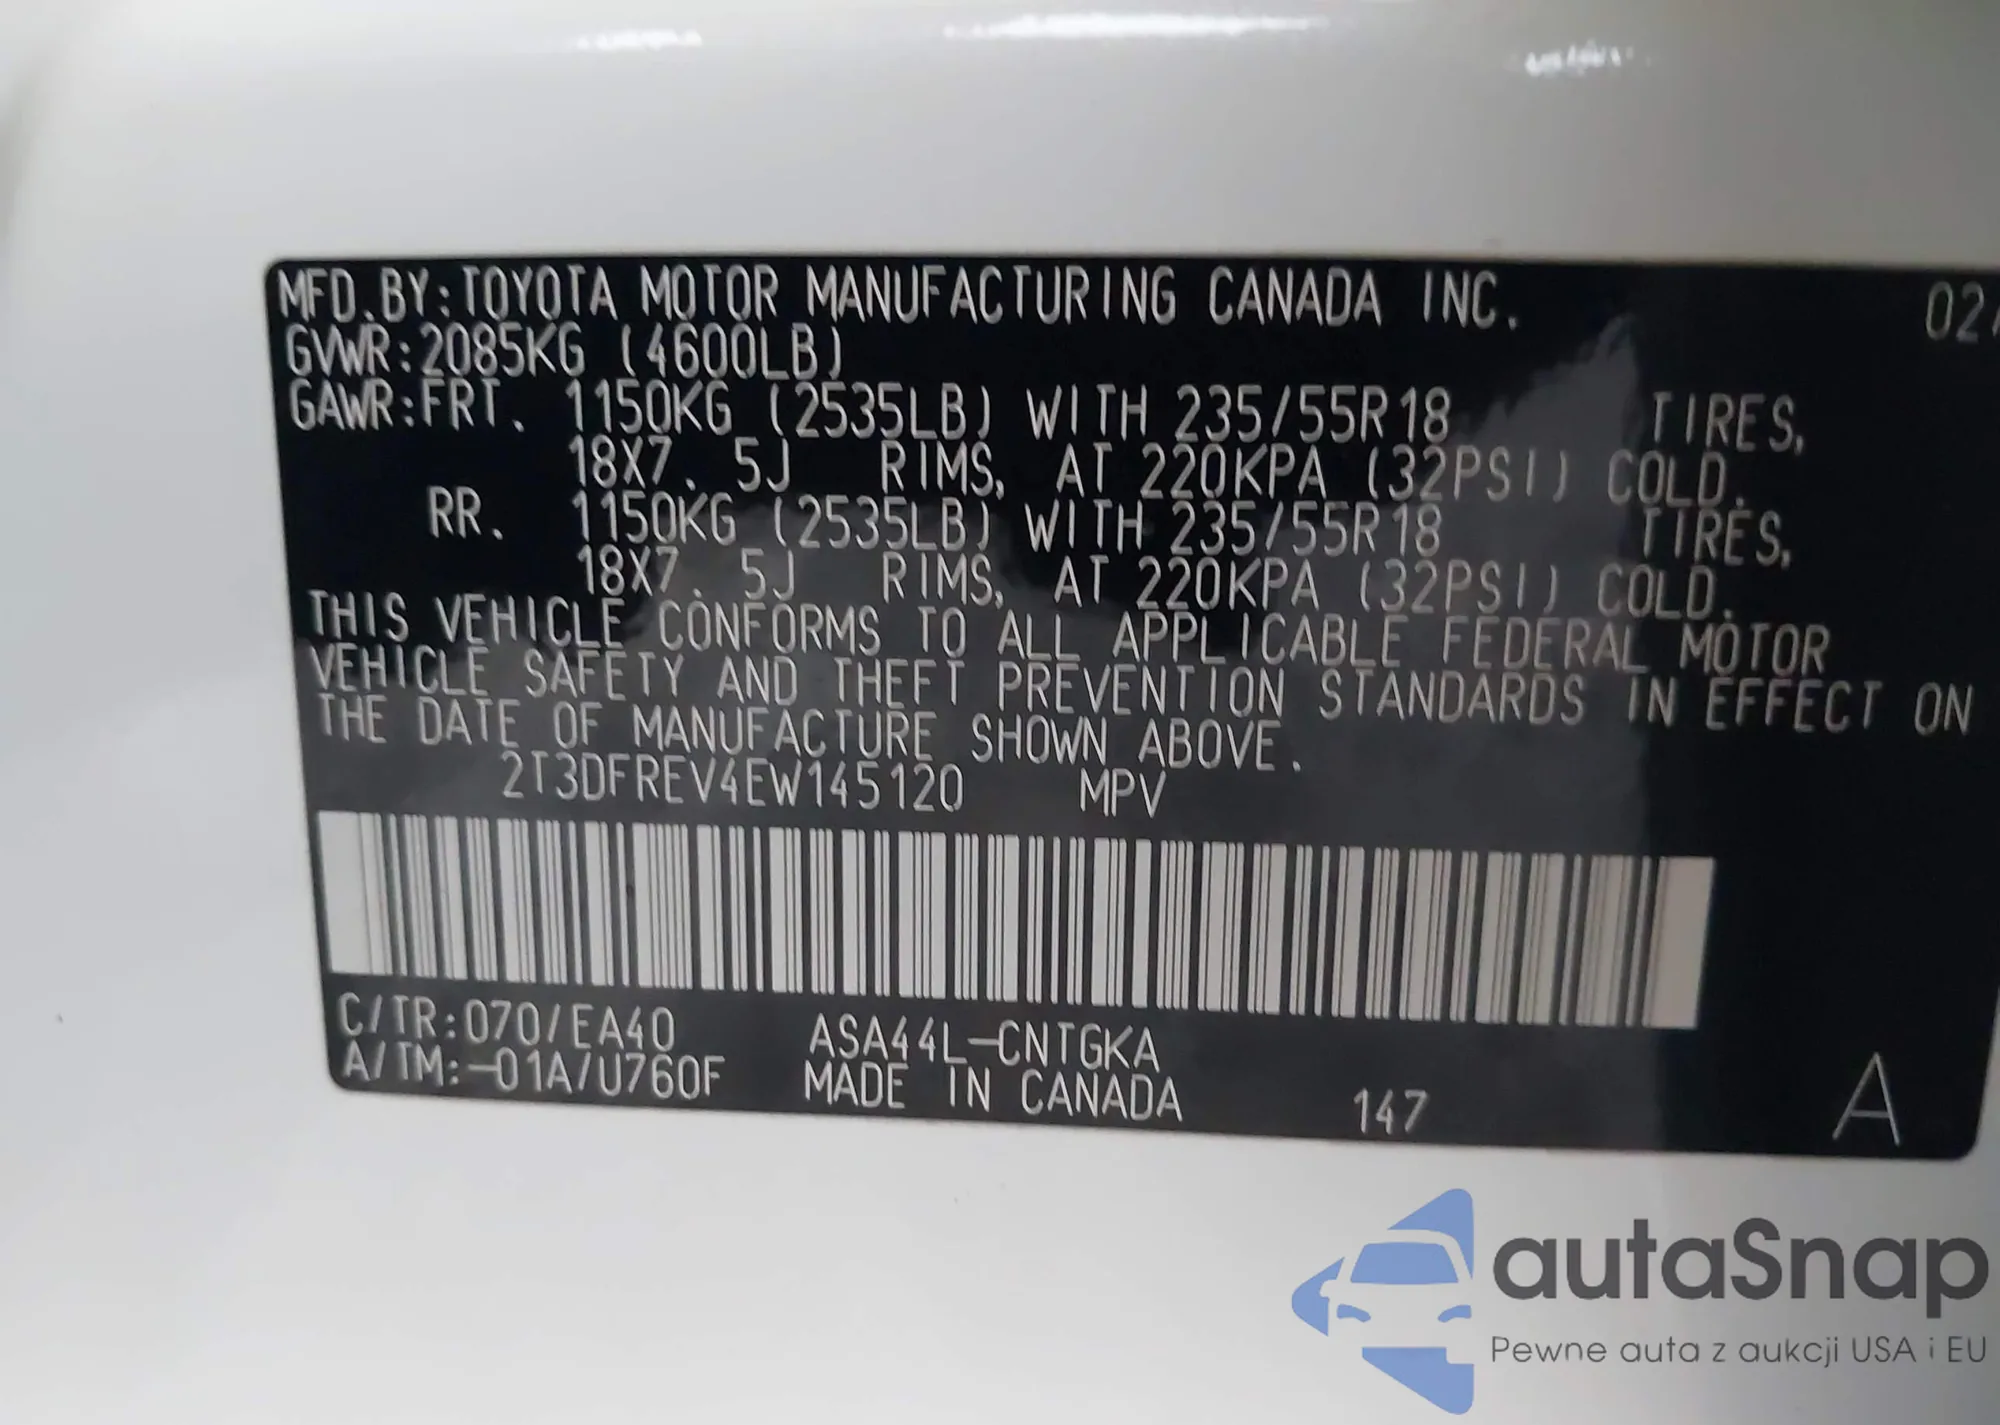 MFD.BY:TOYOTA MOTOR MANUFACTURING CANADA INC. 02/
GVWR:2085KG (4600LB)
GAWR:FRT. 1150KG (2535LB) WITH 235/55R18 TIRES,
18X7.5J RIMS, AT 220KPA (32PSI) COLD.
RR. 1150KG (2535LB) WITH 235/55R18 TIRES,
18X7.5J RIMS, AT 220KPA (32PSI) COLD.
THIS VEHICLE CONFORMS TO ALL APPLICABLE FEDERAL MOTOR
VEHICLE SAFETY AND THEFT PREVENTION STANDARDS IN EFFECT ON
THE DATE OF MANUFACTURE SHOWN ABOVE.
2T3DFREV4EW145120 MPV
C/TR:070/EA40 ASA44L-CNTGKA
A/TM:-01A/U760F MADE IN CANADA 147 A
autaSnap
Pewne auta z aukcji USA i EU